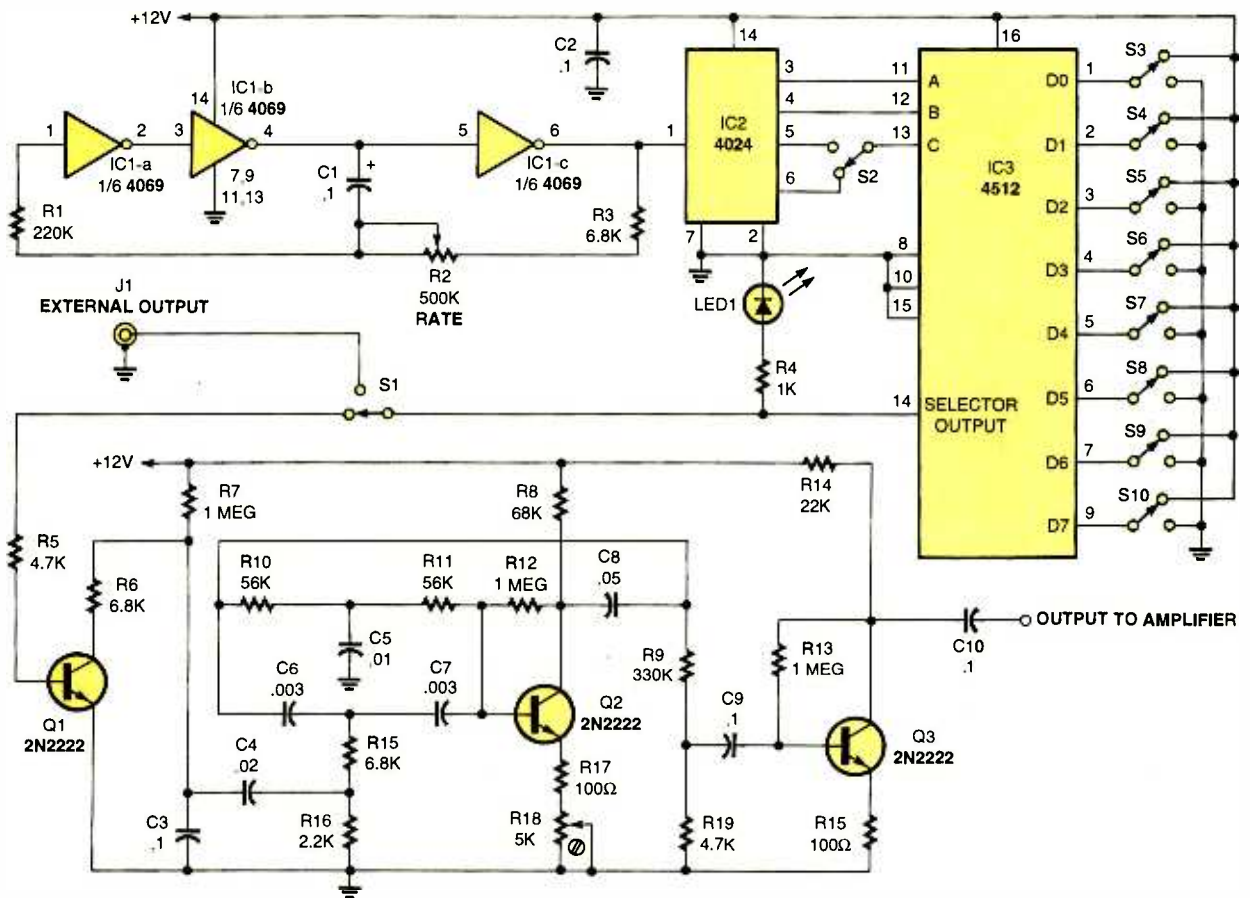 +12V
C2
.1
14
16
IC1-b
1/6 4069
14
1
2
3
4
5
6
1
IC1-a
1/6 4069
7,9
11,13
IC1-c
1/6 4069
C1
+
.1
R1
220K
R2
500K
RATE
R3
6.8K
IC2
4024
3
4
5
6
7
2
S2
11
12
13
8
10
15
14
A
B
C
IC3
4512
SELECTOR
OUTPUT
D0
D1
D2
D3
D4
D5
D6
D7
1
2
3
4
5
6
7
9
S3
S4
S5
S6
S7
S8
S9
S10
J1
EXTERNAL OUTPUT
S1
LED1
R4
1K
+12V
R7
1 MEG
R8
68K
R14
22K
R5
4.7K
R6
6.8K
R10
56K
R11
56K
R12
1 MEG
C8
.05
C5
.01
C6
.003
C7
.003
R9
330K
R13
1 MEG
C10
.1
OUTPUT TO AMPLIFIER
Q1
2N2222
Q2
2N2222
C9
.1
Q3
2N2222
C4
.02
R15
6.8K
R17
100Ω
C3
.1
R16
2.2K
R18
5K
R19
4.7K
R15
100Ω